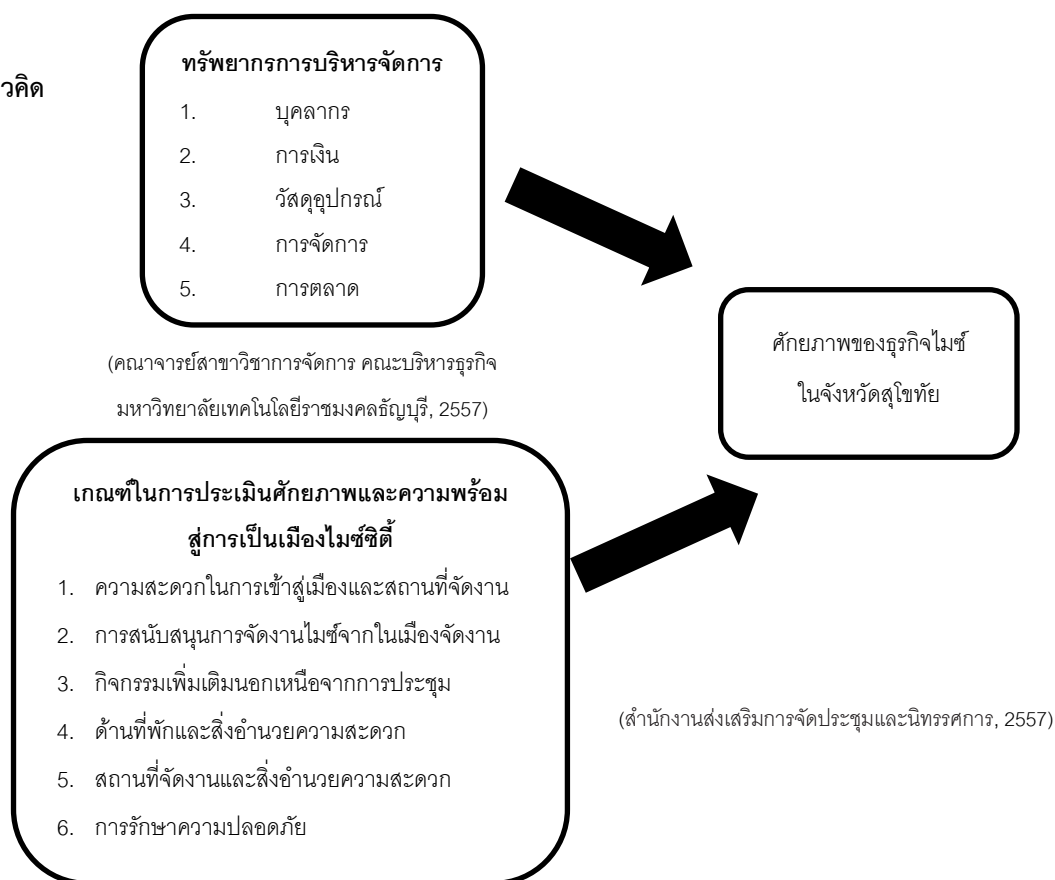 วคิด
ทรัพยากรการบริหารจัดการ
1. บุคลากร
2. การเงิน
3. วัสดุอุปกรณ์
4. การจัดการ
5. การตลาด
(คณาจารย์สาขาวิชาการจัดการ คณะบริหารธุรกิจ
มหาวิทยาลัยเทคโนโลยีราชมงคลธัญบุรี, 2557)
ศักยภาพของธุรกิจไมซ์
ในจังหวัดสุโขทัย
เกณฑ์ในการประเมินศักยภาพและความพร้อม
สู่การเป็นเมืองไมซ์ซิตี้
1. ความสะดวกในการเข้าสู่เมืองและสถานที่จัดงาน
2. การสนับสนุนการจัดงานไมซ์จากในเมืองจัดงาน
3. กิจกรรมเพิ่มเติมนอกเหนือจากการประชุม
4. ด้านที่พักและสิ่งอำนวยความสะดวก
5. สถานที่จัดงานและสิ่งอำนวยความสะดวก
6. การรักษาความปลอดภัย
(สำนักงานส่งเสริมการจัดประชุมและนิทรรศการ, 2557)